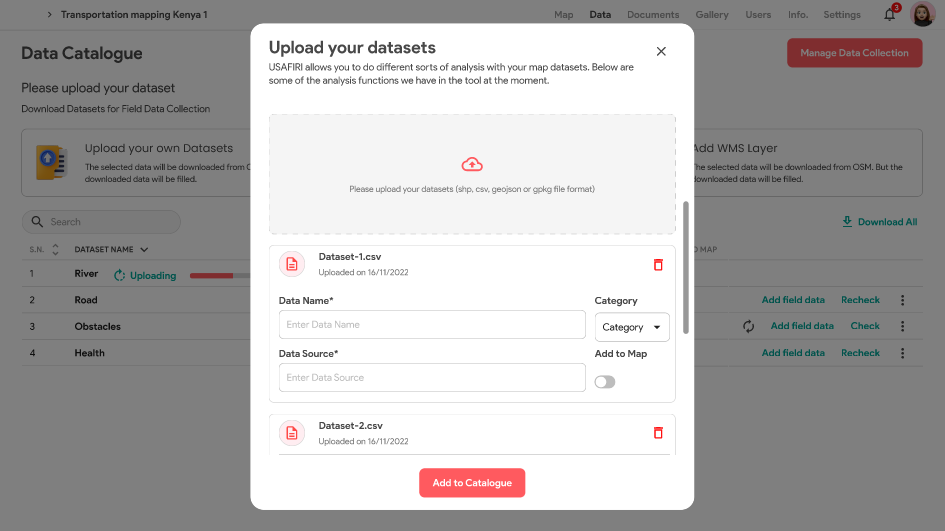 Transportation mapping Kenya 1
Map
Data
Documents
Gallery
Users
Info.
Settings
3
Data Catalogue
Manage Data Collection
Please upload your dataset
Download Datasets for Field Data Collection
Upload your own Datasets
The selected data will be downloaded from
downloaded data will be filled.
Add WMS Layer
The selected data will be downloaded from OSM. But the
downloaded data will be filled.
Search
Download All
S.N.
DATASET NAME
MAP
1
River
Uploading
2
Road
Add field data
Recheck
3
Obstacles
Add field data
Check
4
Health
Add field data
Recheck
Upload your datasets
USAFIRI allows you to do different sorts of analysis with your map datasets. Below are
some of the analysis functions we have in the tool at the moment.
Please upload your datasets (shp, csv, geojson or gpkg file format)
Dataset-1.csv
Uploaded on 16/11/2022
Data Name*
Category
Enter Data Name
Category
Data Source*
Add to Map
Enter Data Source
Dataset-2.csv
Uploaded on 16/11/2022
Add to Catalogue